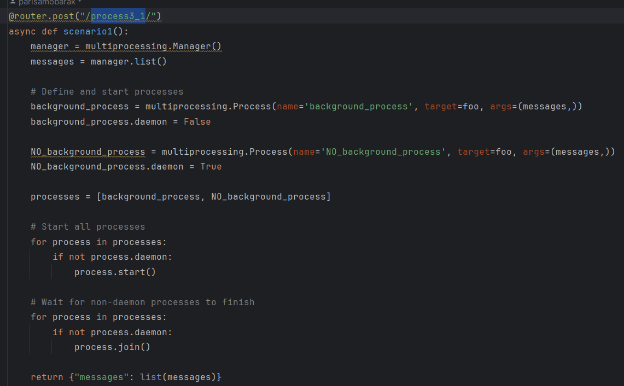 parisamobarak *
@router.post("/process3_1/")
async def scenario1():
    manager = multiprocessing.Manager()
    messages = manager.list()
    # Define and start processes
    background_process = multiprocessing.Process(name='background_process', target=foo, args=(messages,))
    background_process.daemon = False
    NO_background_process = multiprocessing.Process(name='NO_background_process', target=foo, args=(messages,))
    NO_background_process.daemon = True
    processes = [background_process, NO_background_process]
    # Start all processes
    for process in processes:
        if not process.daemon:
            process.start()
    # Wait for non-daemon processes to finish
    for process in processes:
        if not process.daemon:
            process.join()
    return {"messages": list(messages)}